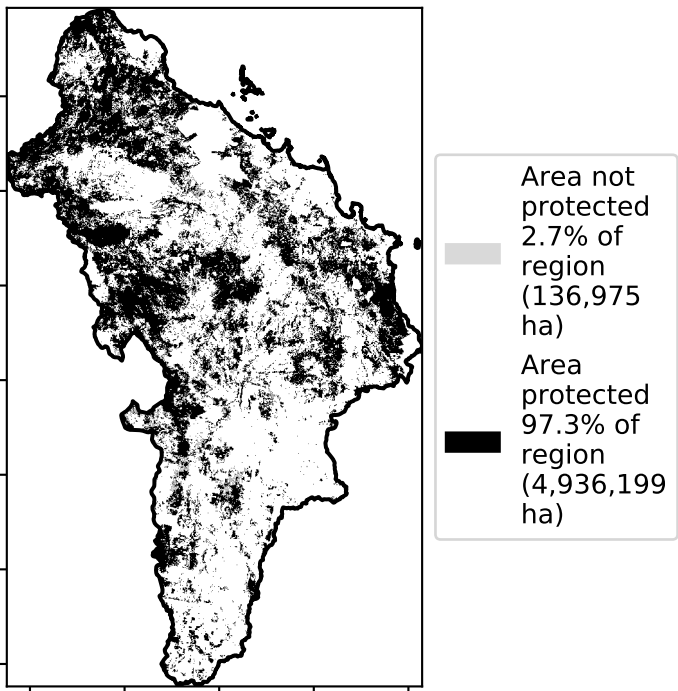 Area not
protected
2.7% of
region
(136,975
ha)
Area
protected
97.3% of
region
(4,936,199
ha)